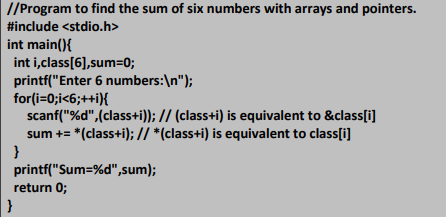 //Program to find the sum of six numbers with arrays and pointers.
#include <stdio.h>
int main(){
int i,class[6],sum=0;
printf("Enter 6 numbers:\n");
for(i=0;i<6;++i){
scanf("%d",(class+i)); // (class+i) is equivalent to &class[i]
sum += *(class+i); // *(class+i) is equivalent to class[i]
}
printf("Sum=%d",sum);
return 0;
}